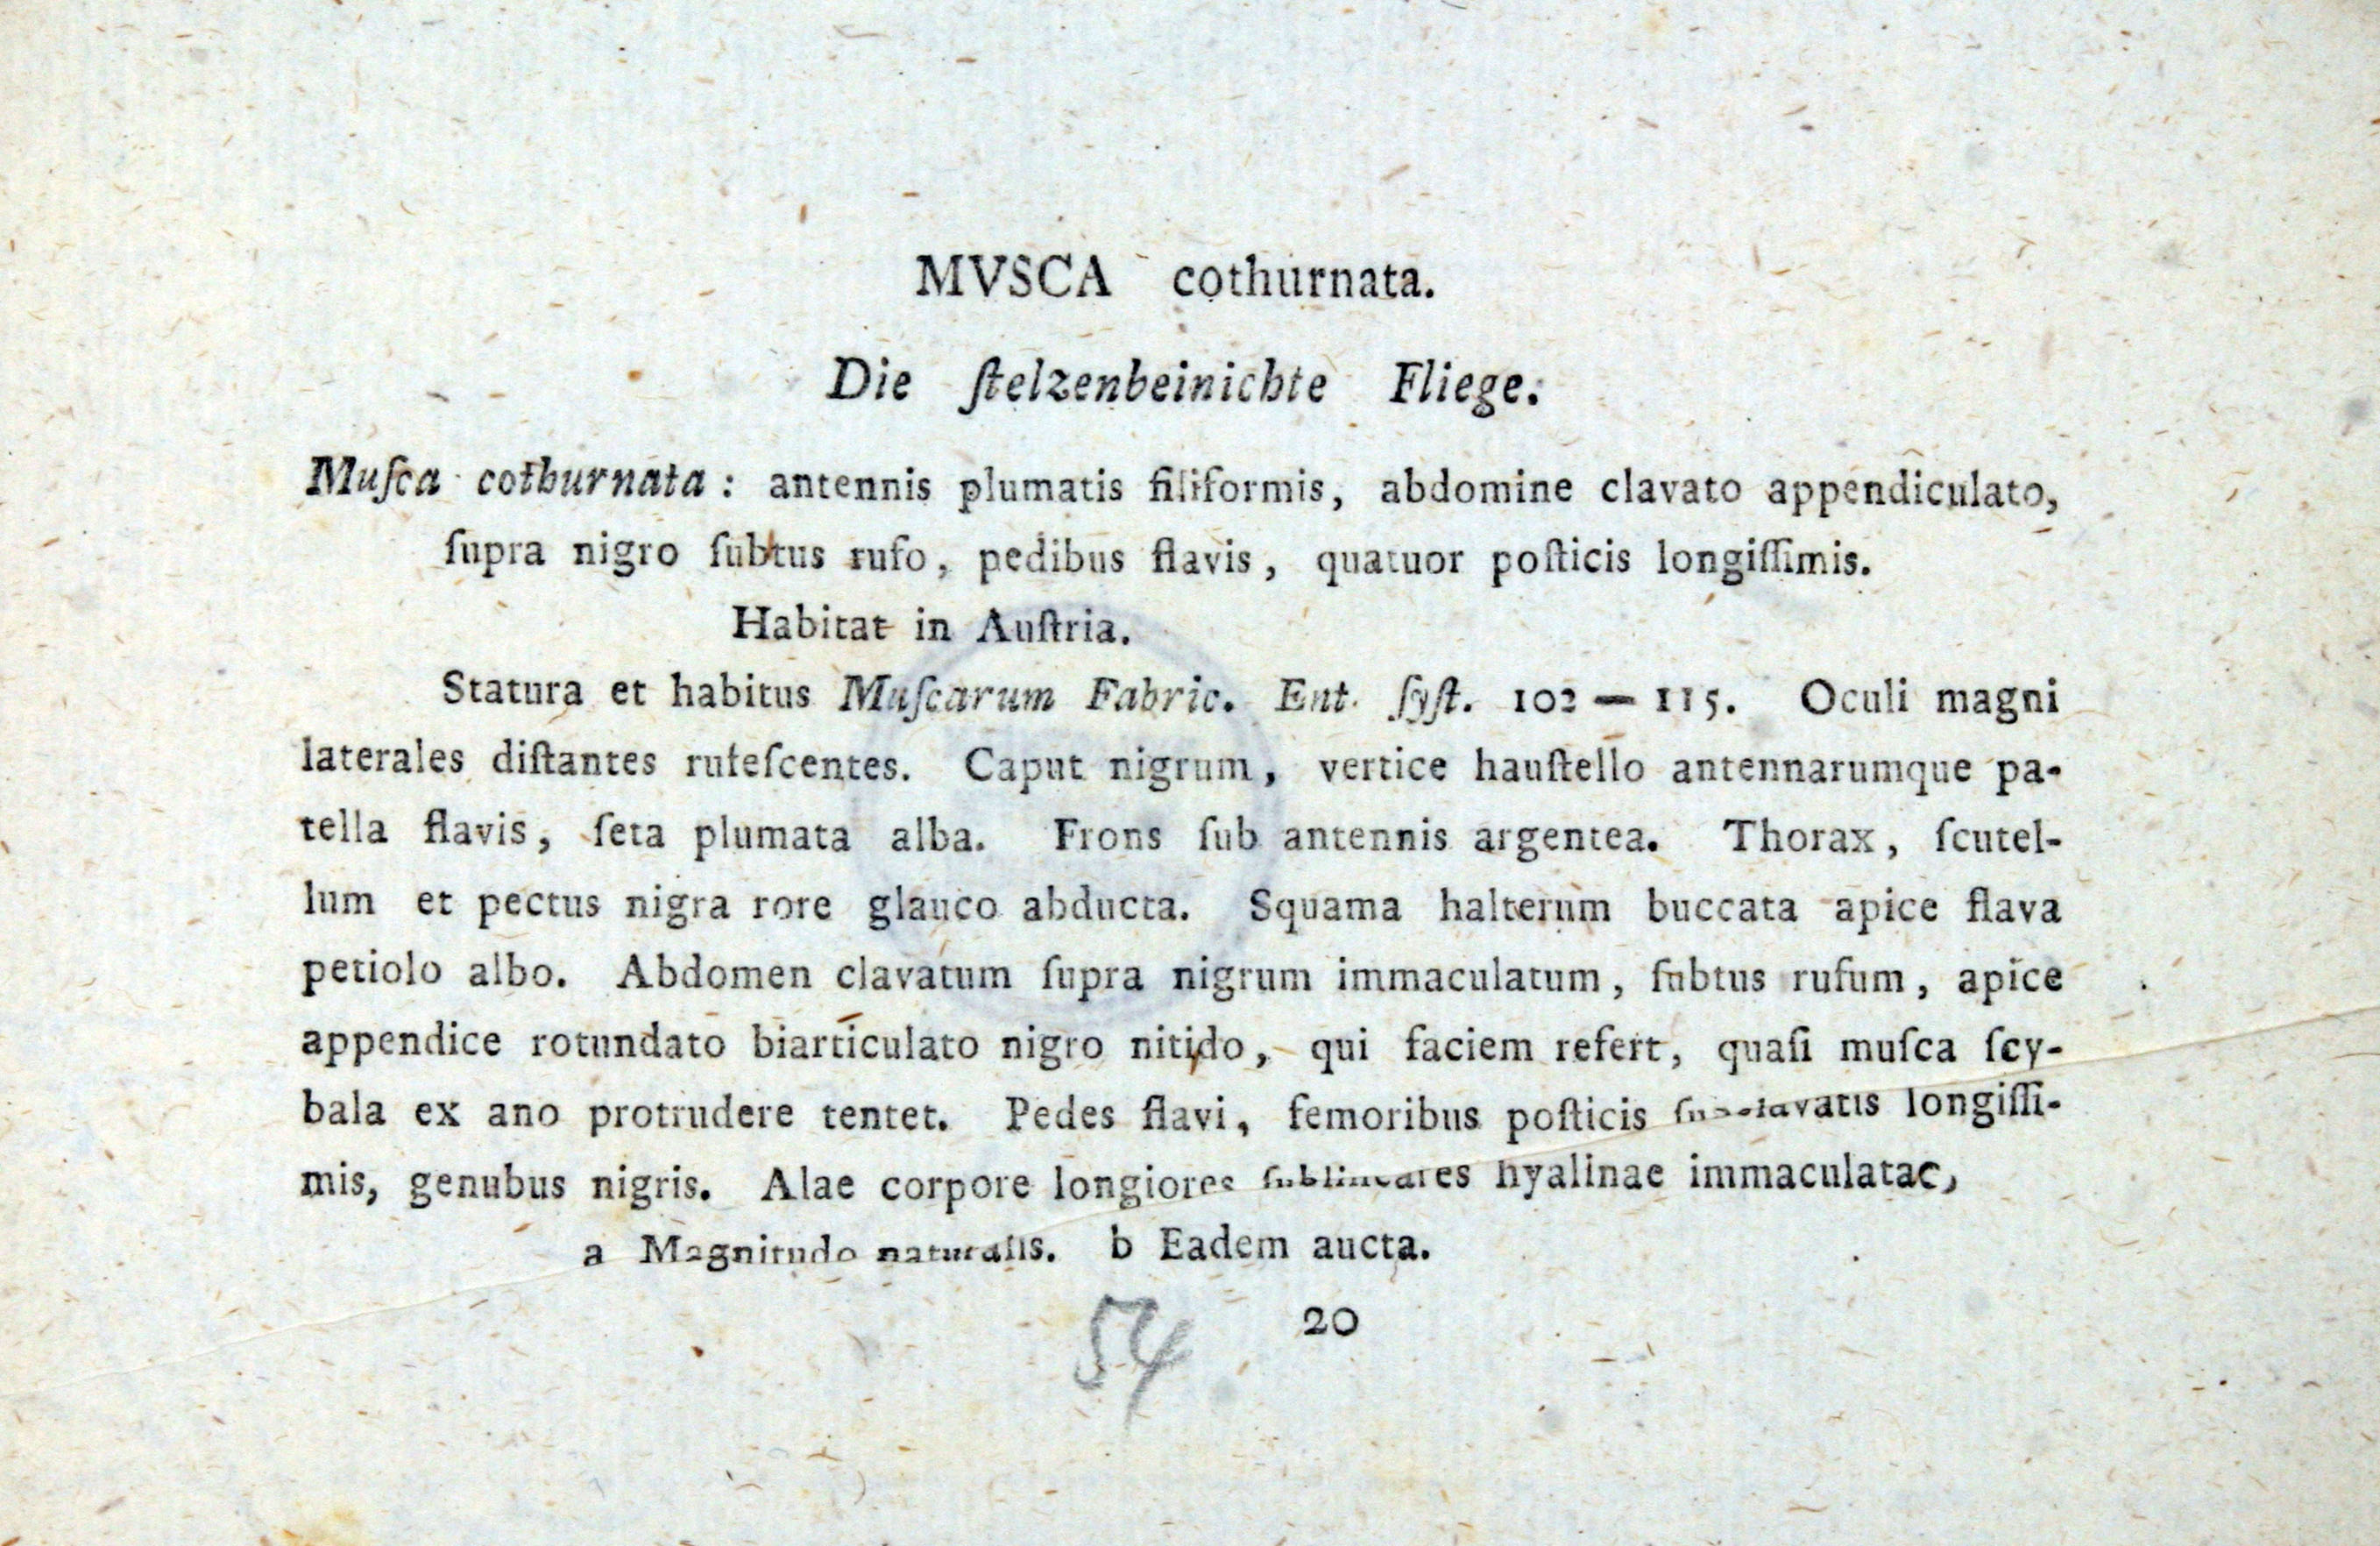 MVSCA cothurnata.
Die ſtelzenbeinichte Fliege.
Muſca cothurnata: antennis plumatis filiformis, abdomine clavato appendiculato,
ſupra nigro ſubtus rufo, pedibus flavis, quatuor poſticis longiſſimis.
Habitat in Auſtria.
Statura et habitus Muſcarum Fabric. Ent. ſyſt. 102 — 115. Oculi magni
laterales diſtantes rufeſcentes. Caput nigrum, vertice hauſtello antennarumque pa-
tella flavis, ſeta plumata alba. Frons ſub antennis argentea. Thorax, ſcutel-
lum et pectus nigra rore glauco abducta. Squama halterum buccata apice flava
petiolo albo. Abdomen clavatum ſupra nigrum immaculatum, ſubtus rufum, apice
appendice rotundato biarticulato nigro nitido, qui faciem refert, quaſi muſca ſcy-
bala ex ano protrudere tentet. Pedes flavi, femoribus poſticis longiſſi-
mis, genubus nigris. Alae corpore longiores ſublineares hyalinae immaculatae,
a Magnitudo naturalis. b Eadem aucta.
20
54